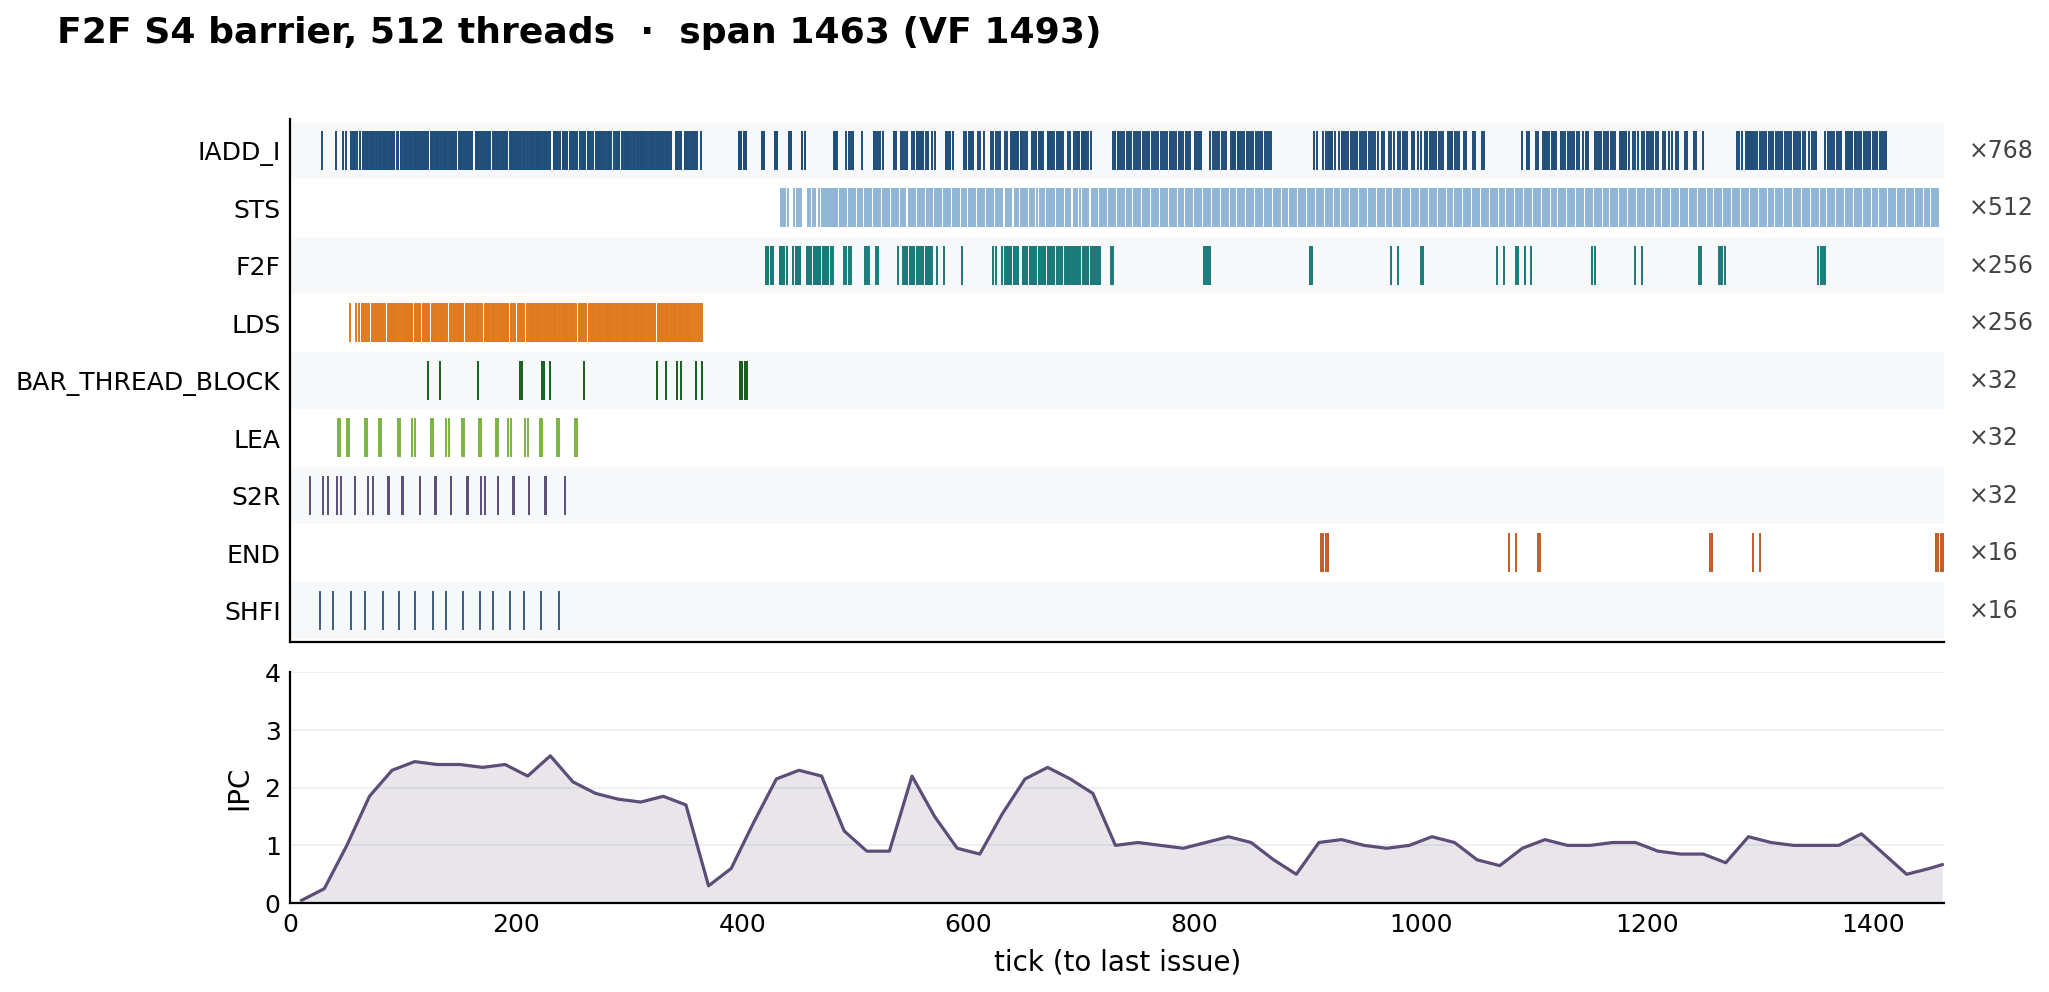 F2F S4 barrier, 512 threads · span 1463 (VF 1493)
IADD_I ×768
STS ×512
F2F ×256
LDS ×256
BAR_THREAD_BLOCK ×32
LEA ×32
S2R ×32
END ×16
SHFI ×16
4
3
2
1
0
IPC
0 200 400 600 800 1000 1200 1400
tick (to last issue)